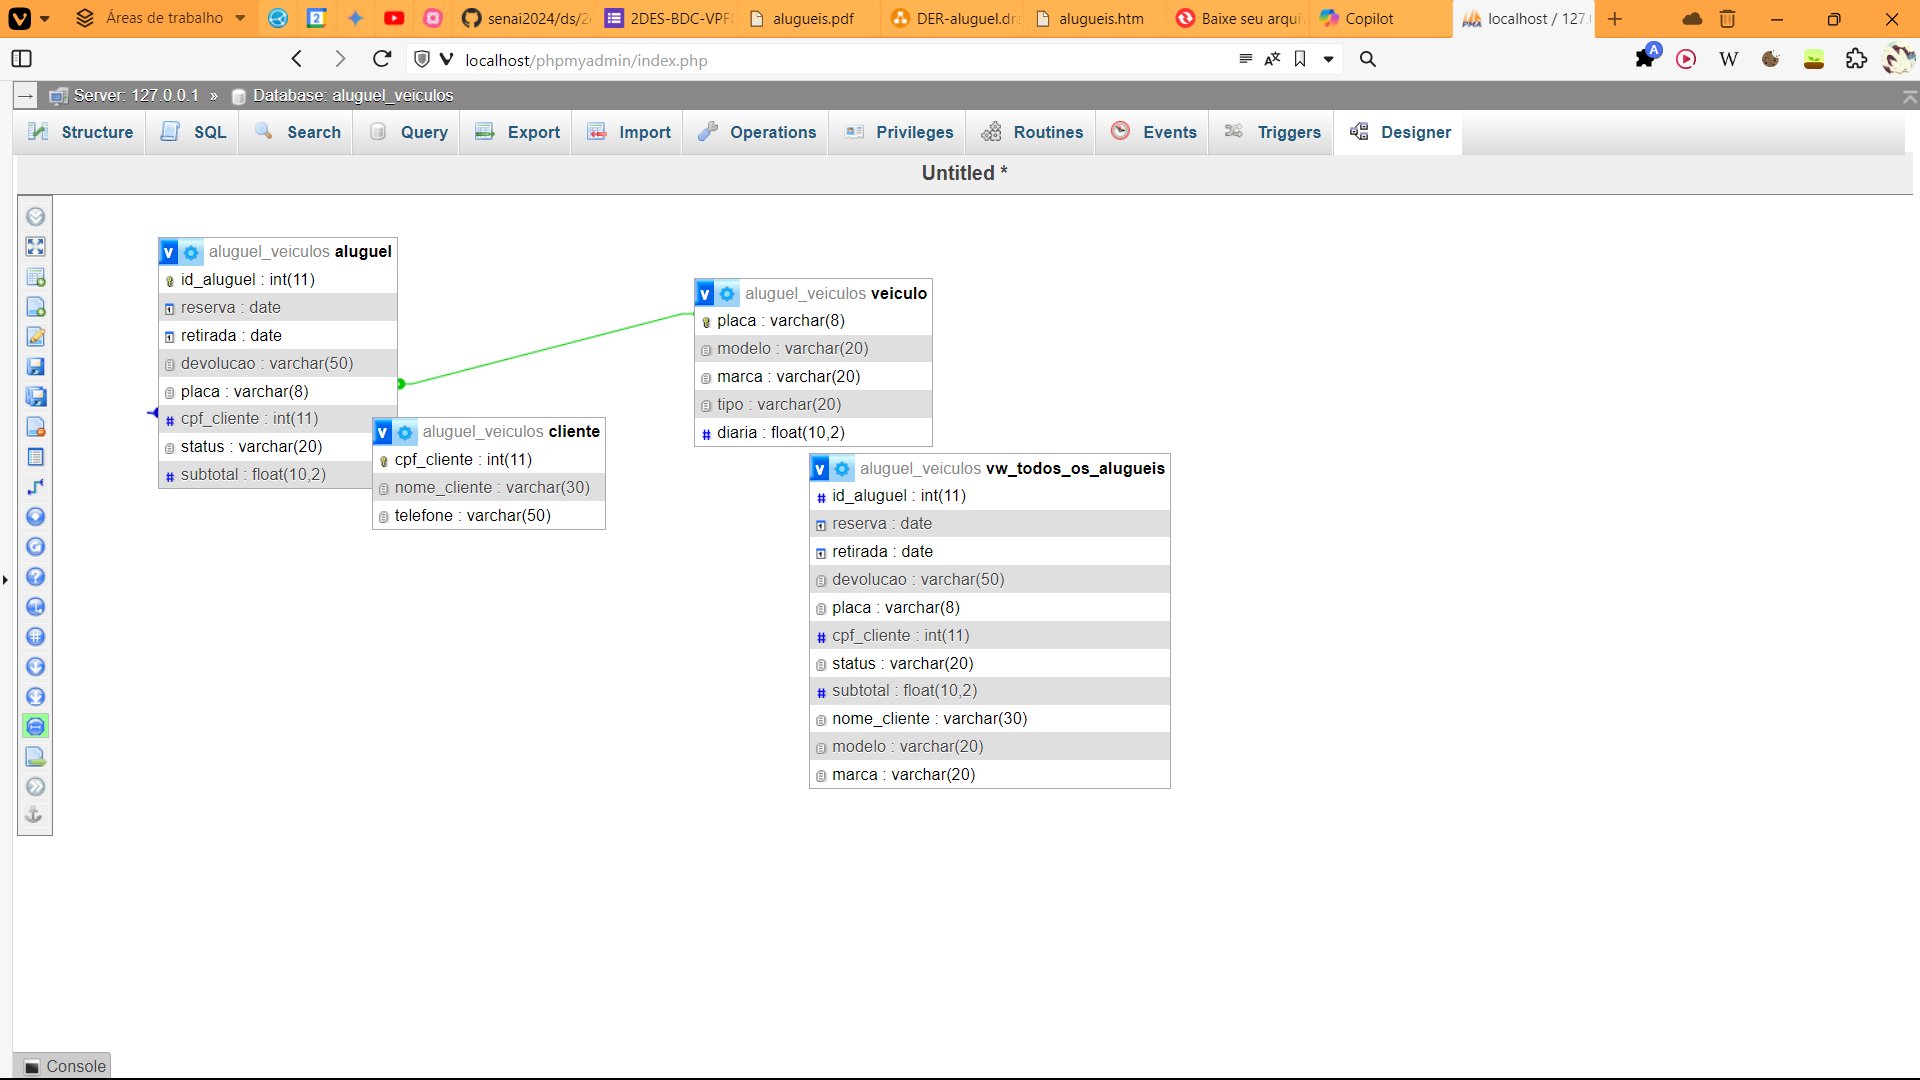 Áreas de trabalho
2
senai2024/ds/2
2DES-BDC-VPF
alugueis.pdf
DER-aluguel.dr
alugueis.htm
Baixe seu arqui
Copilot
PMA
localhost / 127.
localhost/phpmyadmin/index.php
A
W
Server: 127.0.0.1 » Database: aluguel_veiculos
Structure
SQL
Search
Query
Export
Import
Operations
Privileges
Routines
Events
Triggers
Designer
Untitled *
v aluguel_veiculos aluguel
id_aluguel : int(11)
reserva : date
retirada : date
devolucao : varchar(50)
placa : varchar(8)
# cpf_cliente : int(11)
status : varchar(20)
# subtotal : float(10,2)
v aluguel_veiculos cliente
cpf_cliente : int(11)
nome_cliente : varchar(30)
telefone : varchar(50)
v aluguel_veiculos veiculo
placa : varchar(8)
modelo : varchar(20)
marca : varchar(20)
tipo : varchar(20)
# diaria : float(10,2)
v aluguel_veiculos vw_todos_os_alugueis
# id_aluguel : int(11)
reserva : date
retirada : date
devolucao : varchar(50)
placa : varchar(8)
# cpf_cliente : int(11)
status : varchar(20)
# subtotal : float(10,2)
nome_cliente : varchar(30)
modelo : varchar(20)
marca : varchar(20)
Console